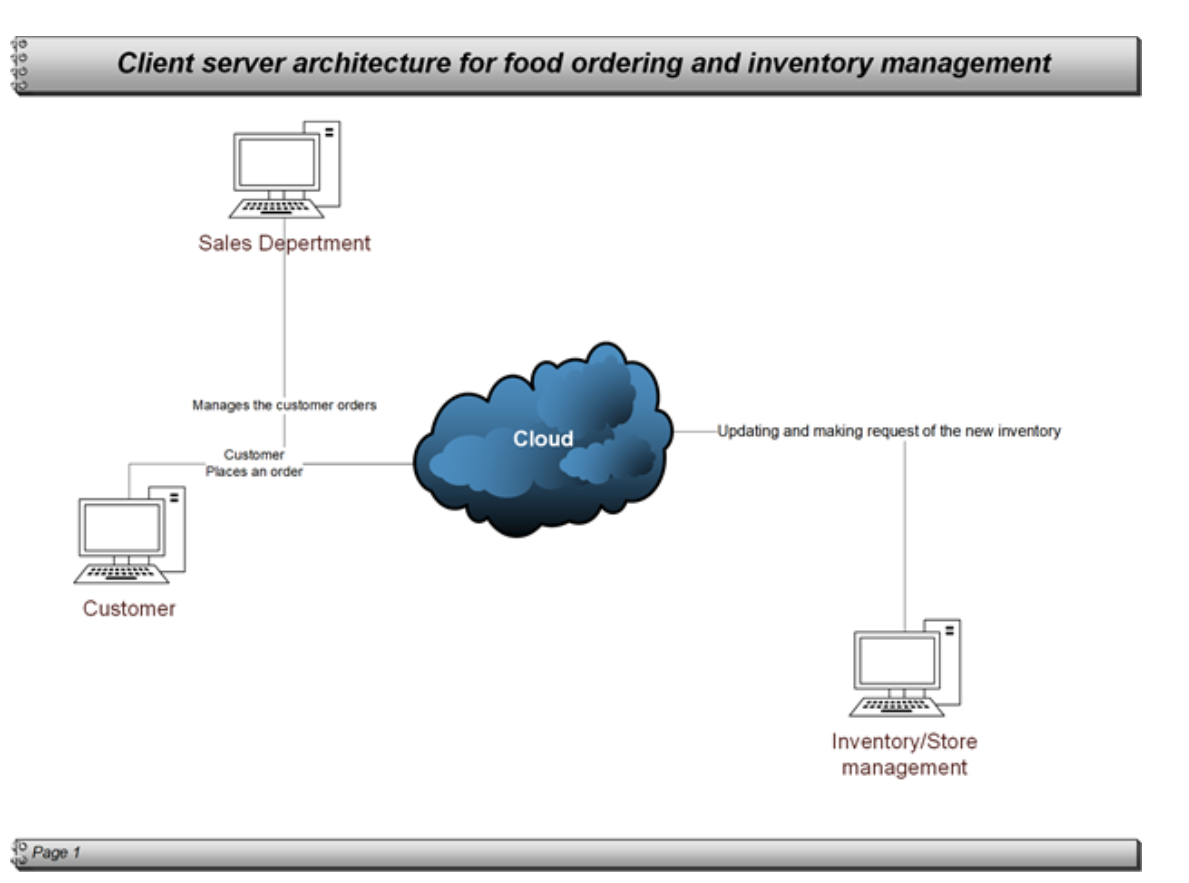 Client server architecture for food ordering and inventory management
Sales Depertment
Manages the customer orders
Customer
Places an order
Cloud
Updating and making request of the new inventory
Customer
Inventory/Store
management
Page 1